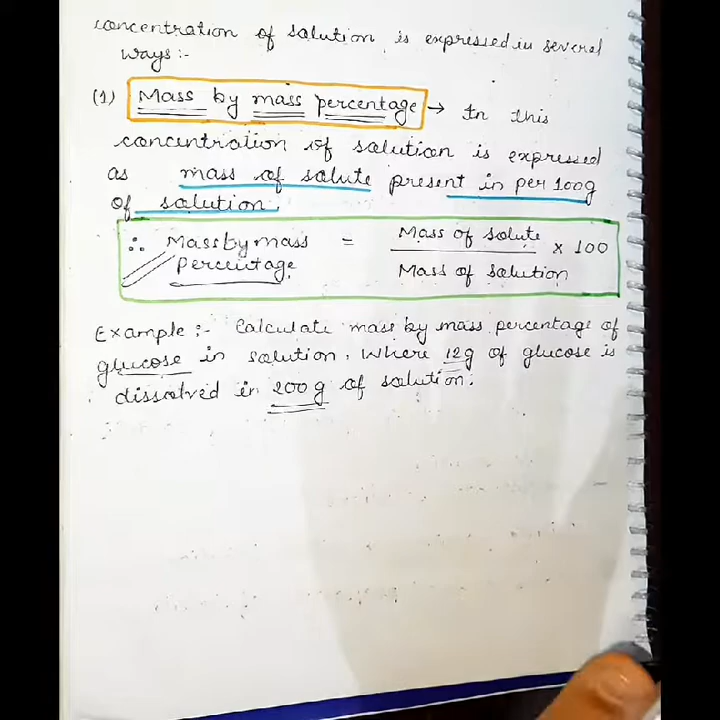 concentration of solution is expressed in several
ways :-
(1) Mass by mass percentage → In this
concentration of solution is expressed
as mass of solute present in per 100g
of solution.
∴ Mass by mass percentage = Mass of solute / Mass of solution × 100
Example :- Calculate mass by mass percentage of
glucose in solution. Where 12g of glucose is
dissolved in 200 g of solution.